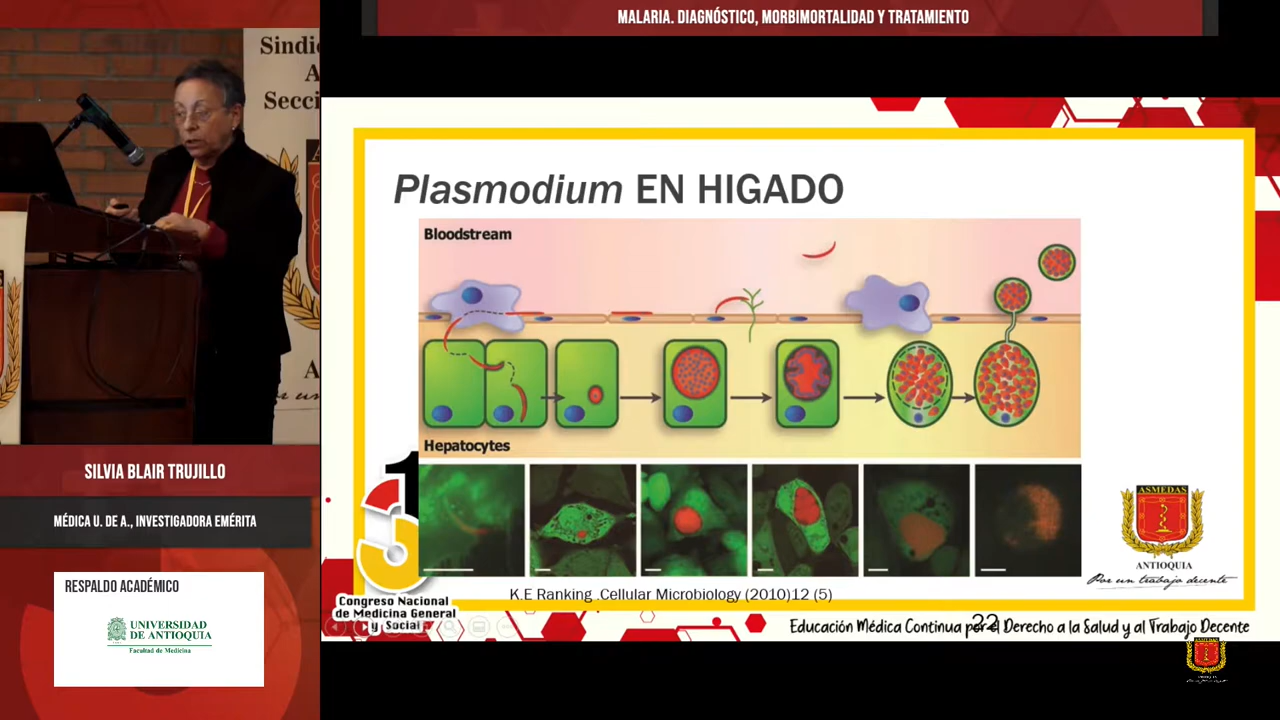 MALARIA. DIAGNÓSTICO, MORBIMORTALIDAD Y TRATAMIENTO
Sindic
A
Secci
Plasmodium EN HIGADO
Bloodstream
Hepatocytes
K.E Ranking .Cellular Microbiology (2010)12 (5)
ASMEDAS
ANTIOQUIA
Por un trabajo decente
Congreso Nacional
de Medicina General
y Social
22
Educación Médica Continua por el Derecho a la Salud y al Trabajo Decente
SILVIA BLAIR TRUJILLO
MÉDICA U. DE A., INVESTIGADORA EMÉRITA
RESPALDO ACADÉMICO
UNIVERSIDAD
DE ANTIOQUIA
Facultad de Medicina